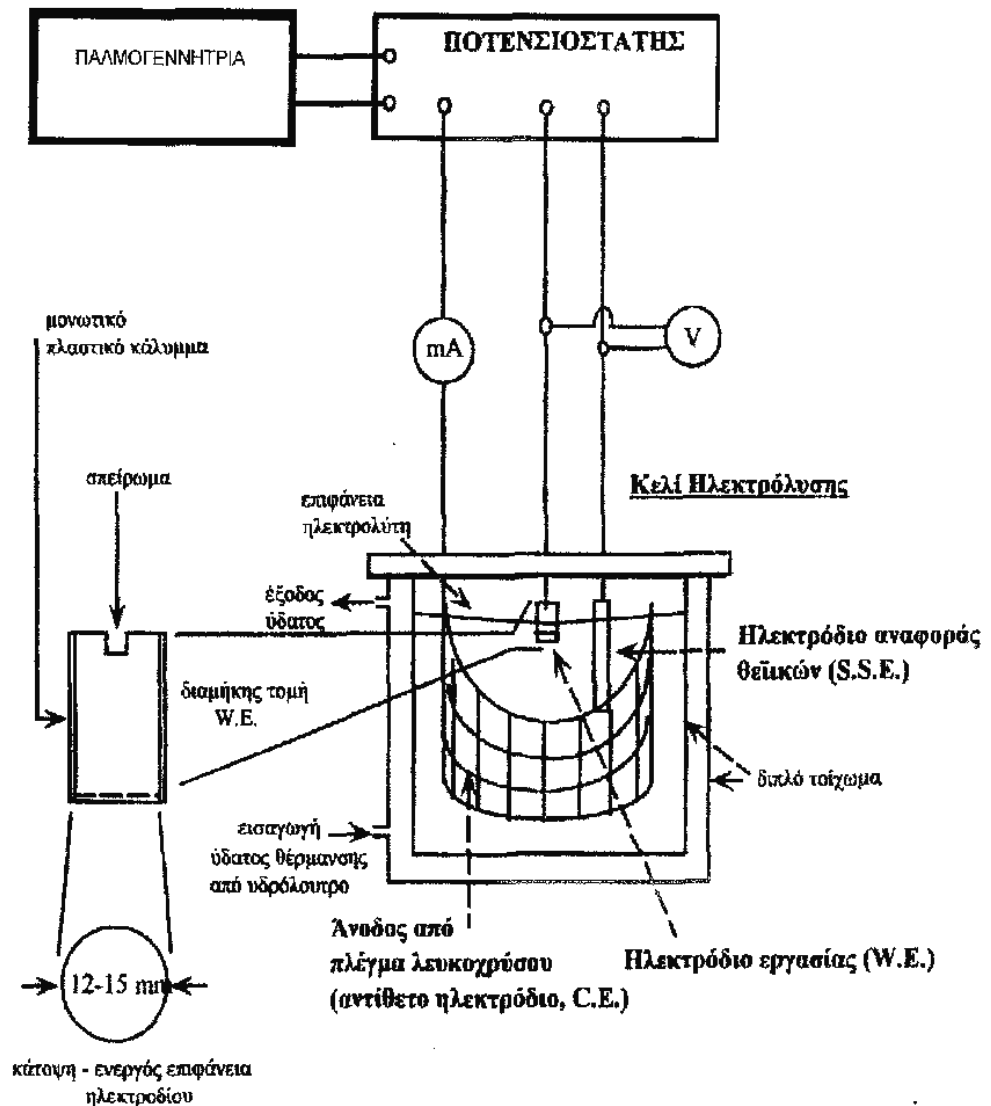 ΠΑΛΜΟΓΕΝΝΗΤΡΙΑ
ΠΟΤΕΝΣΙΟΣΤΑΤΗΣ
mA
V
μονωτικό
πλαστικό κάλυμμα
σπείρωμα
Κελί Ηλεκτρόλυσης
επιφάνεια
ηλεκτρολύτη
έξοδος
ύδατος
Ηλεκτρόδιο αναφοράς
θεϊικών (S.S.E.)
διαμήκης τομή
W.E.
διπλό τοίχωμα
εισαγωγή
ύδατος θέρμανσης
από υδρόλουτρο
Άνοδος από
πλέγμα λευκοχρύσου
(αντίθετο ηλεκτρόδιο, C.E.)
Ηλεκτρόδιο εργασίας (W.E.)
12-15 mm
κάτοψη - ενεργός επιφάνεια
ηλεκτροδίου